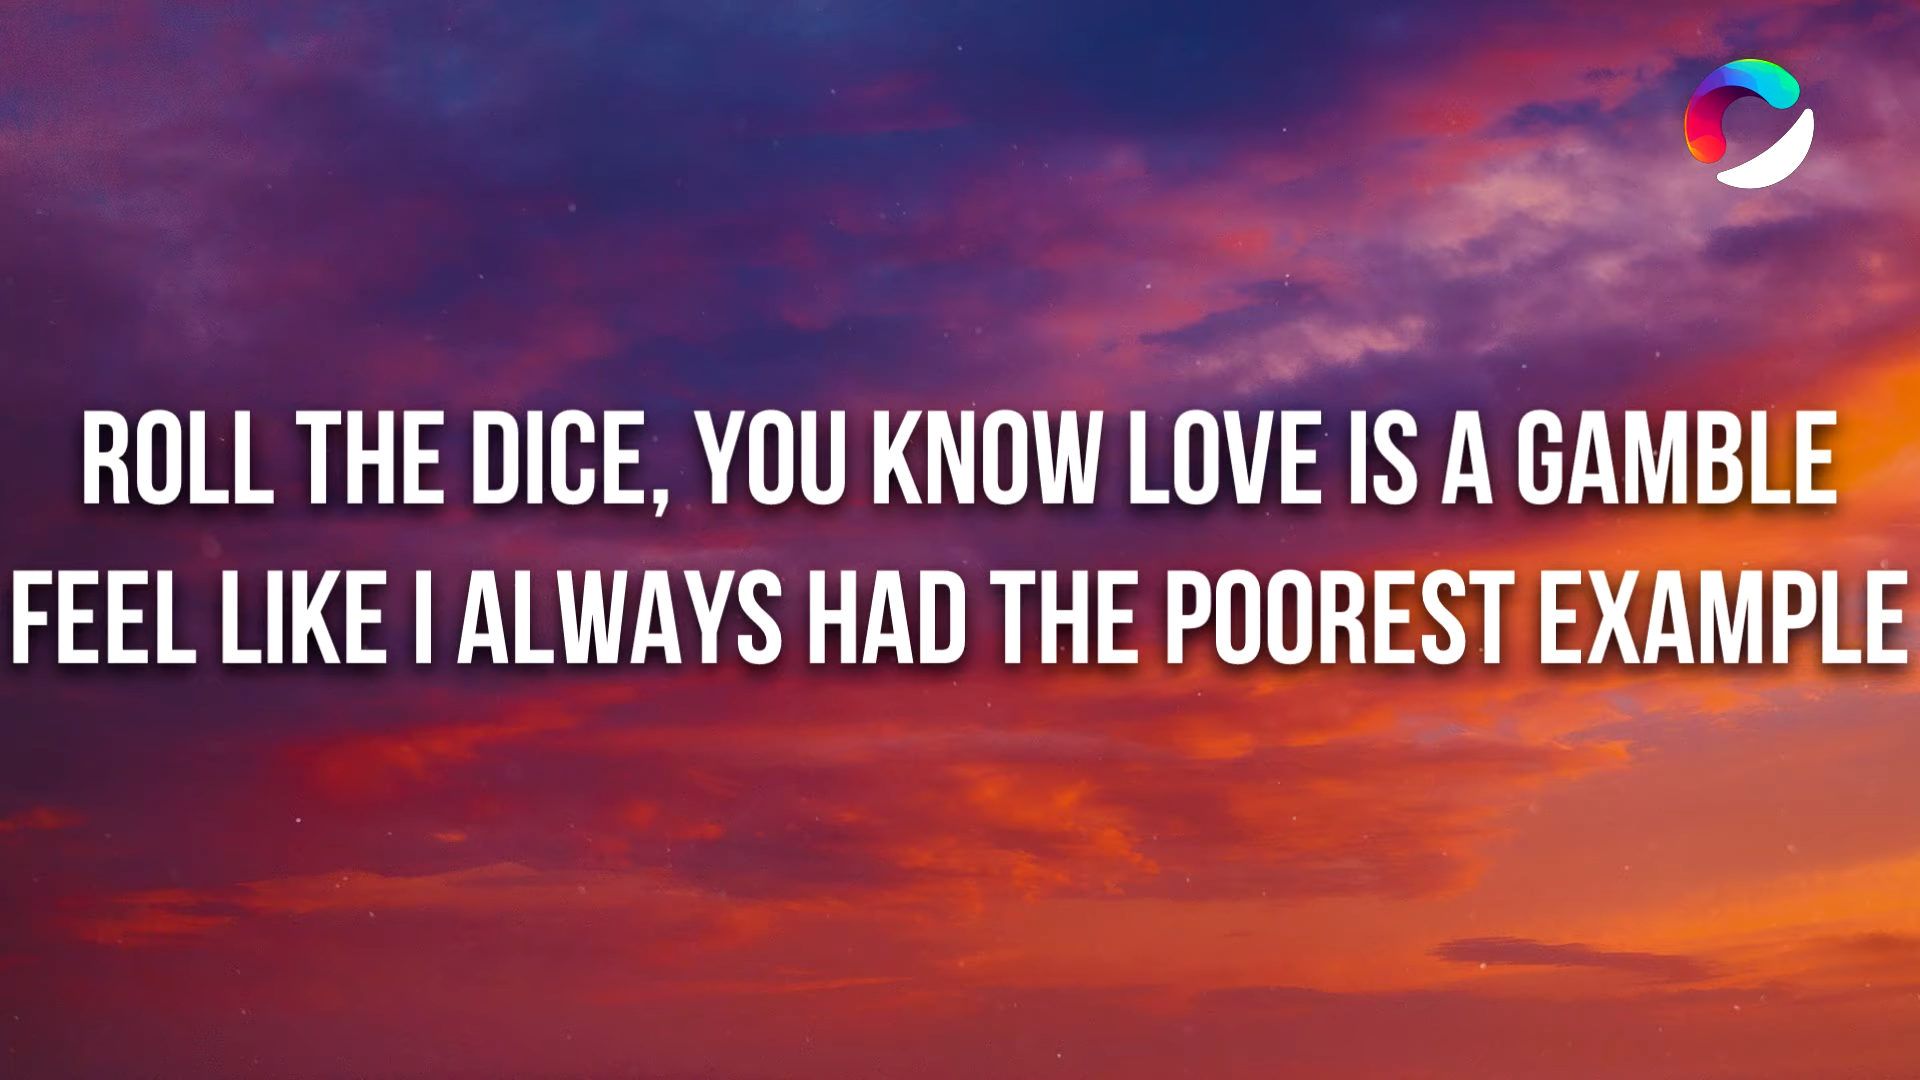 ROLL THE DICE, YOU KNOW LOVE IS A GAMBLE
FEEL LIKE I ALWAYS HAD THE POOREST EXAMPLE